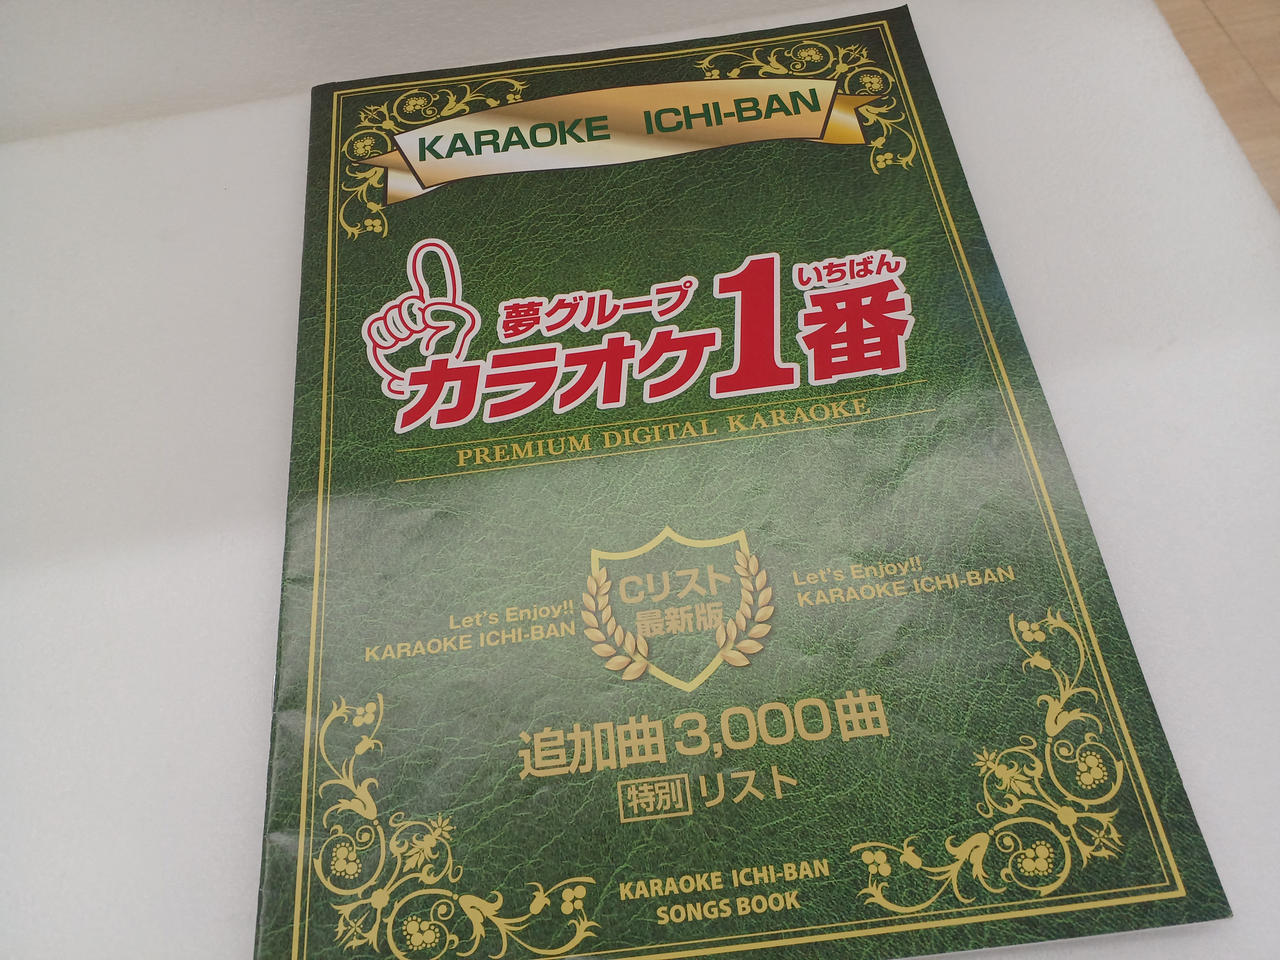 KARAOKE ICHI-BAN
夢グループ
いちばん
カラオケ1番
PREMIUM DIGITAL KARAOKE
Cリスト
最新版
Let's Enjoy!!
KARAOKE ICHI-BAN
Let's Enjoy!!
KARAOKE ICHI-BAN
追加曲3,000曲
特別リスト
KARAOKE ICHI-BAN
SONGS BOOK